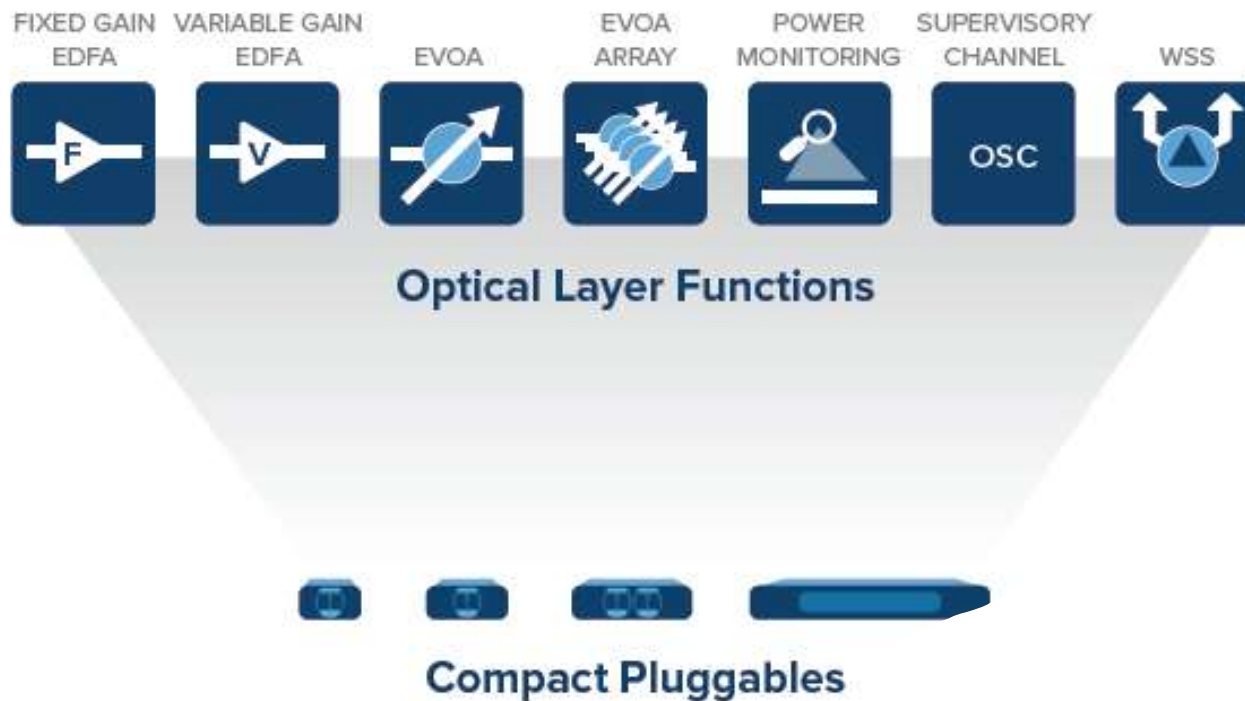 FIXED GAIN
EDFA
VARIABLE GAIN
EDFA
EVOA
EVOA
ARRAY
POWER
MONITORING
SUPERVISORY
CHANNEL
WSS
F
V
OSC
Optical Layer Functions
Compact Pluggables